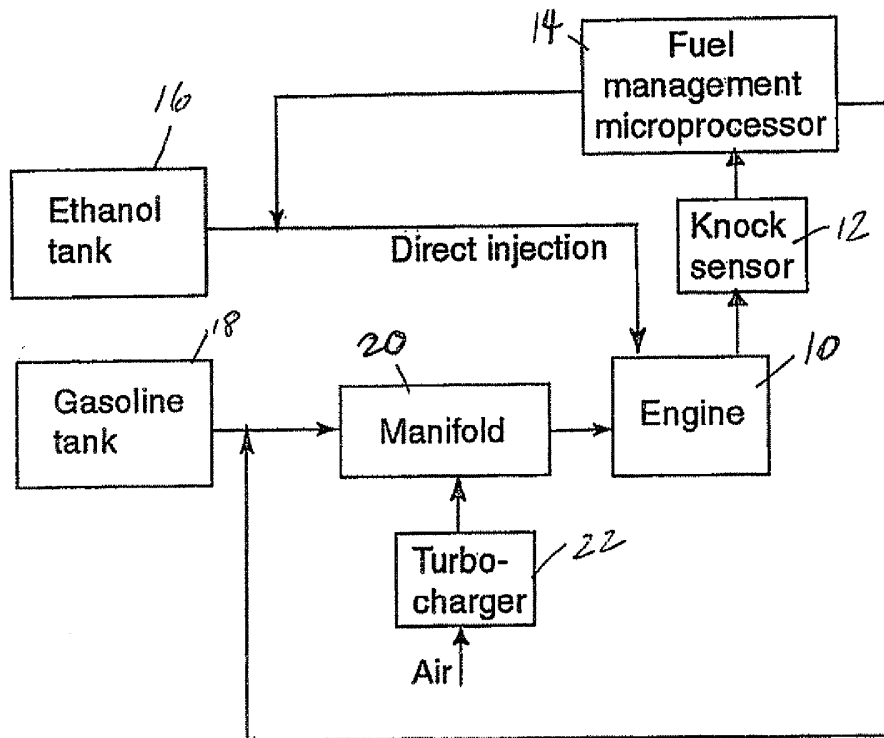 14
Fuel
management
microprocessor
16
Ethanol
tank
Direct injection
Knock
sensor
12
18
Gasoline
tank
20
Manifold
Engine
10
Turbo-
charger
22
Air